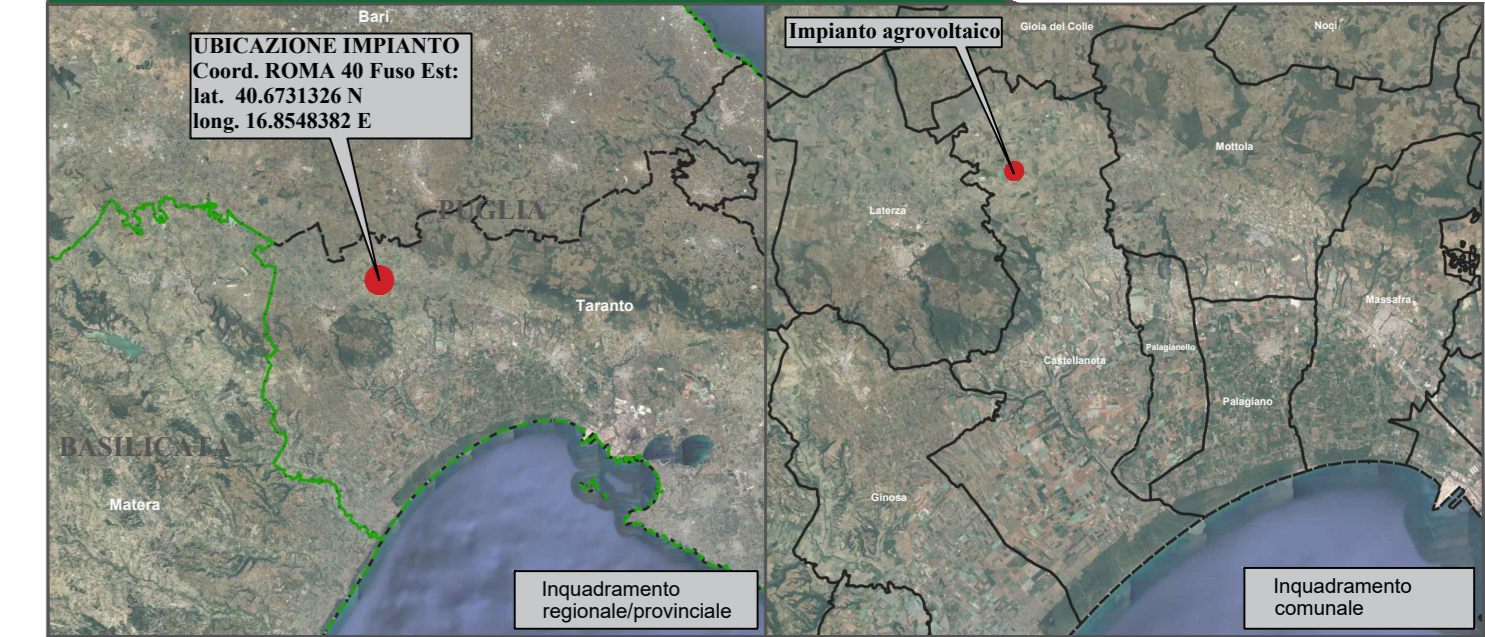 Bari
UBICAZIONE IMPIANTO
Coord. ROMA 40 Fuso Est:
lat. 40.6731326 N
long. 16.8548382 E
PUGLIA
Taranto
BASILICATA
Matera
Inquadramento
regionale/provinciale
Impianto agrovoltaico
Gioia del Colle
Noci
Mottola
Laterza
Massafra
Palagianello
Castellaneta
Palagiano
Ginosa
Inquadramento
comunale